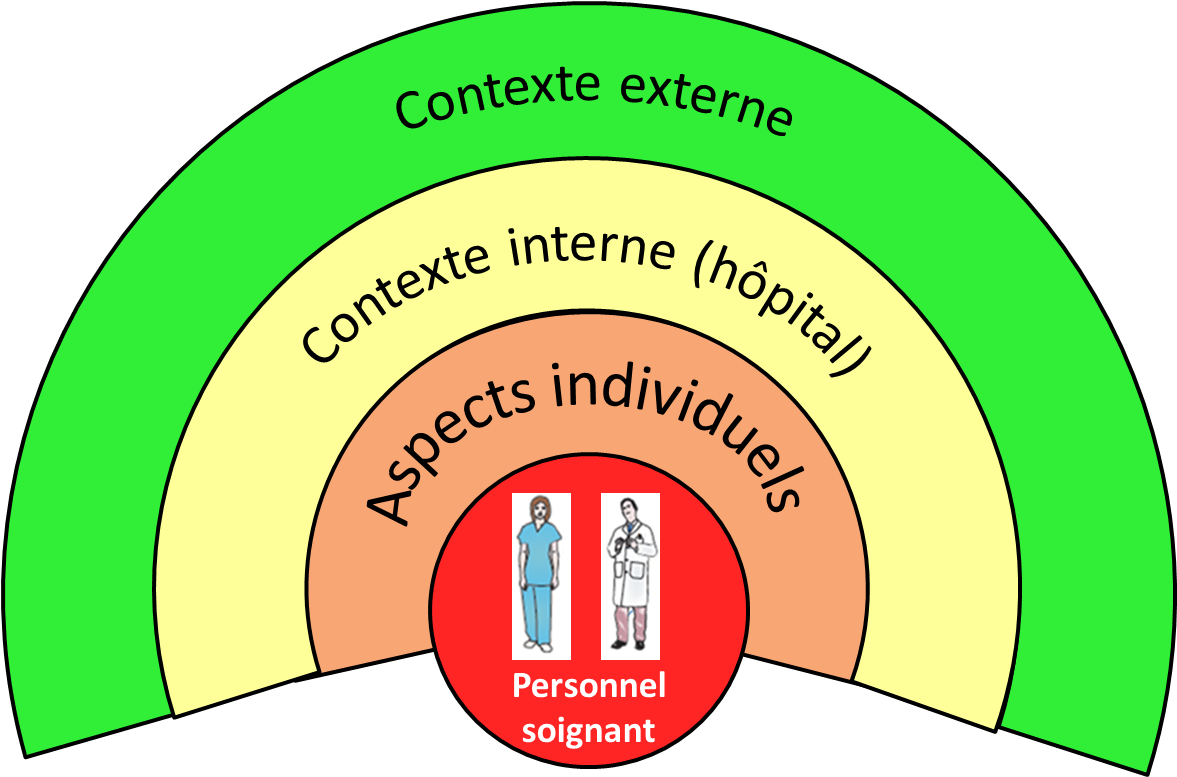 Contexte externe
Contexte interne (hôpital)
Aspects individuels
Personnel
soignant